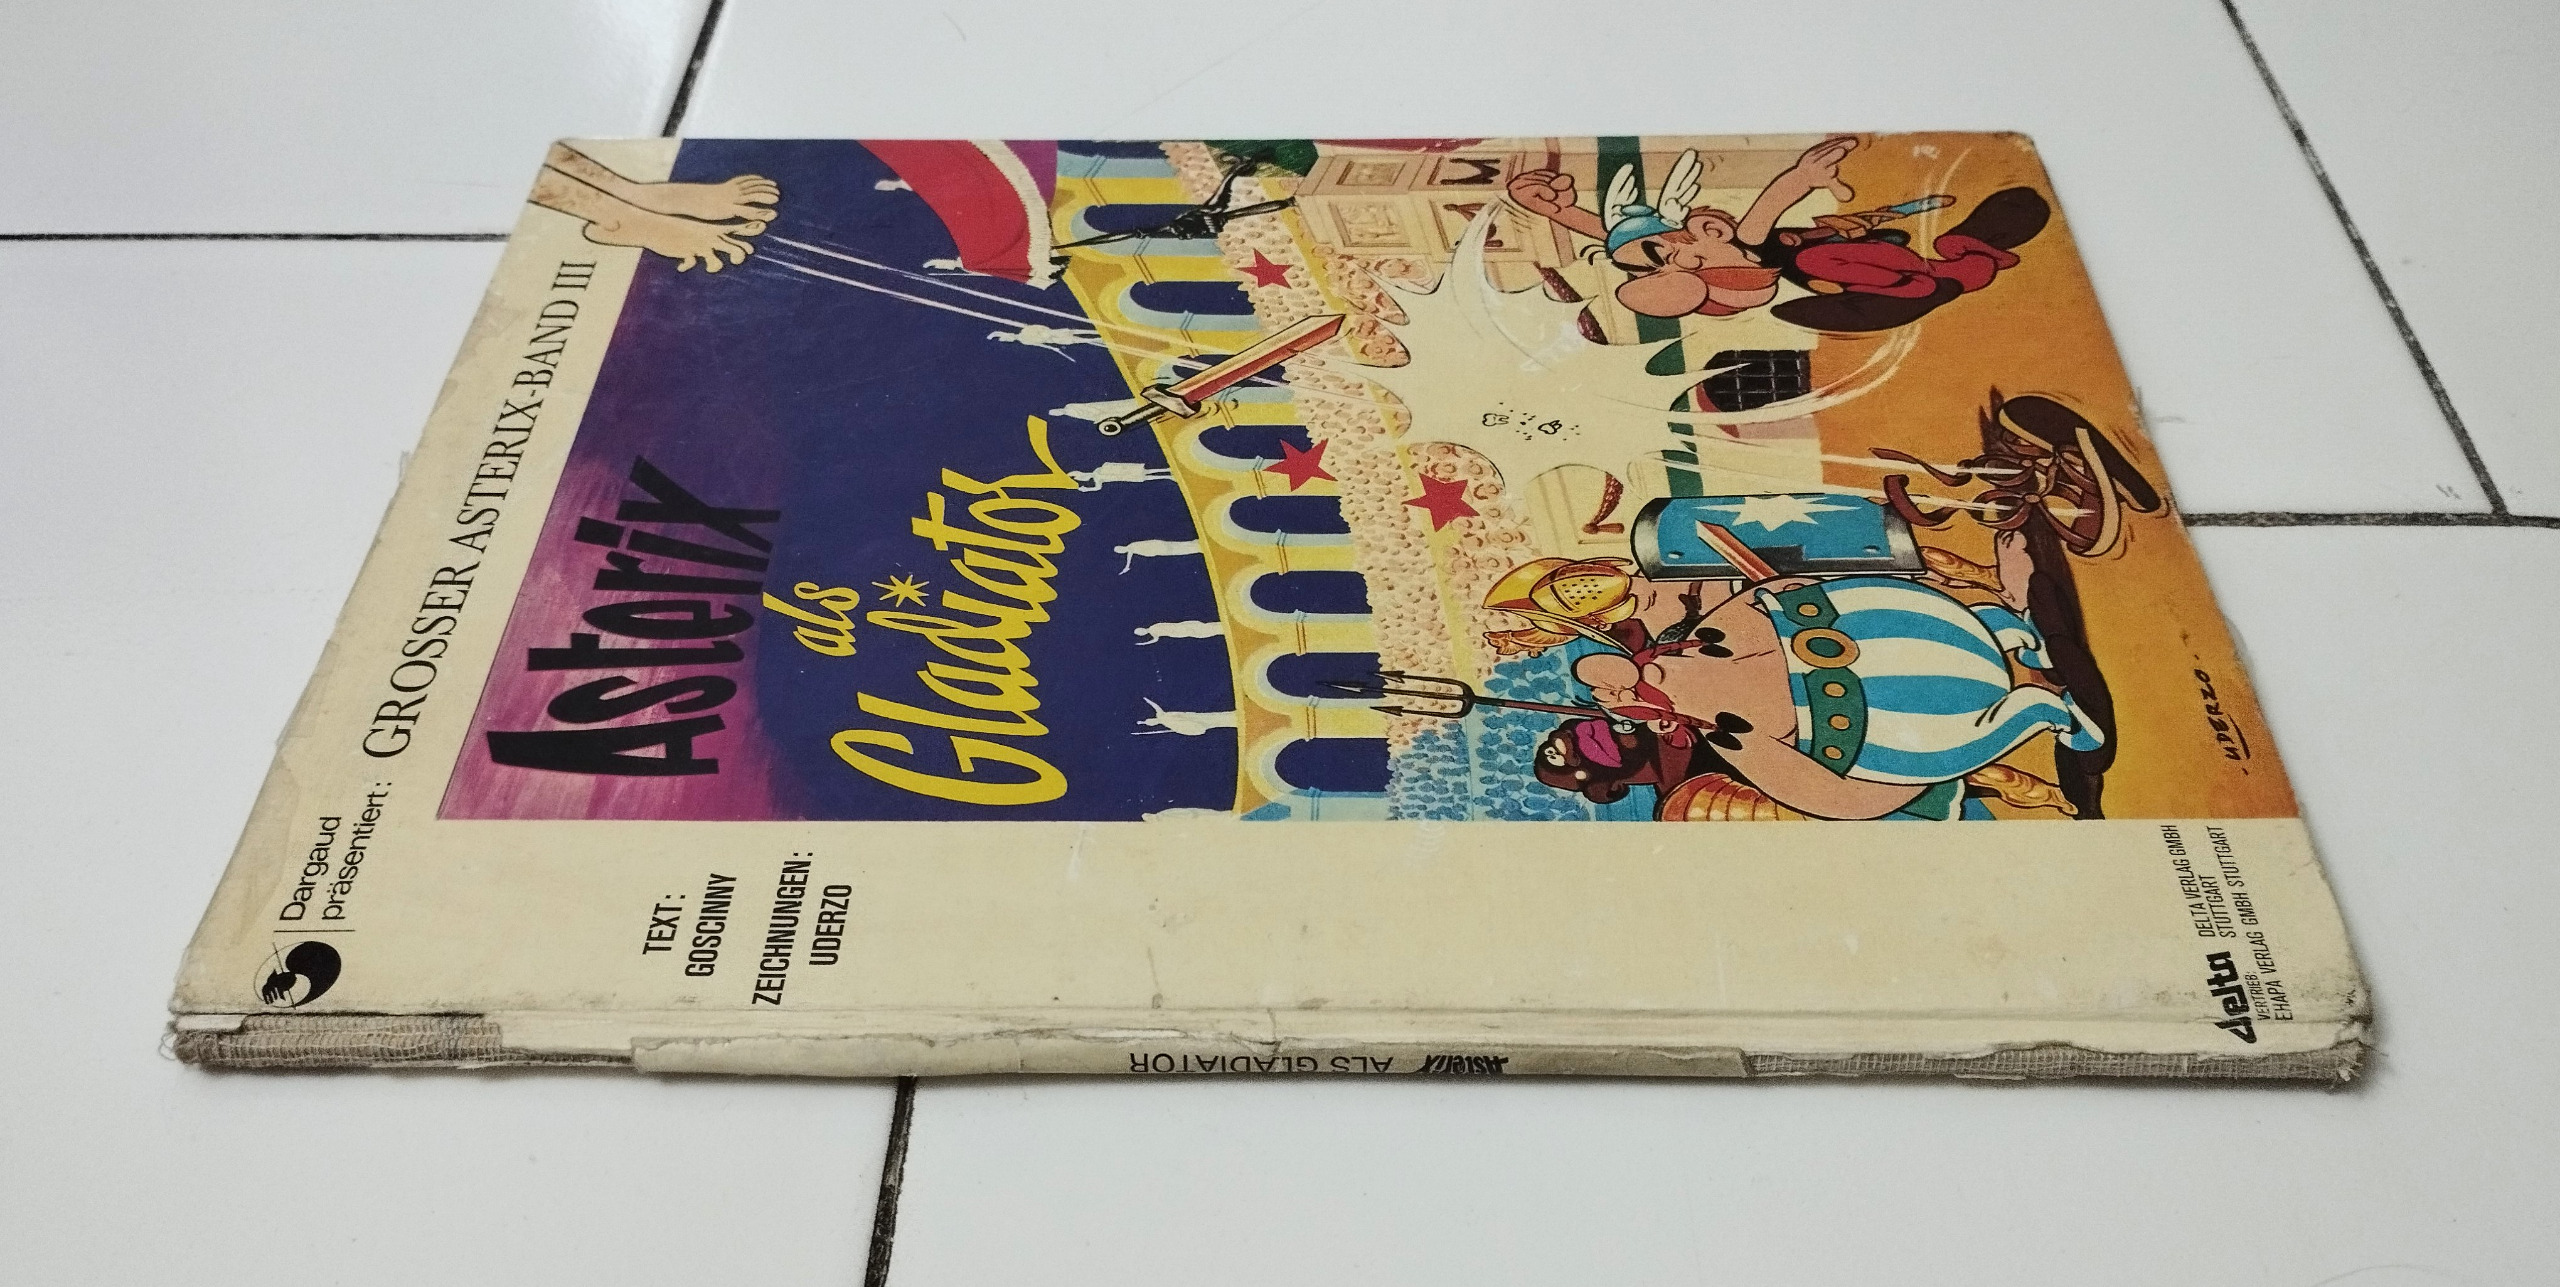 Dargaud
präsentiert:
GROSSER ASTERIX-BAND III
Asterix
als
Gladiator
TEXT:
GOSCINNY
ZEICHNUNGEN:
UDERZO
UDERZO
delta
DELTA VERLAG GMBH
STUTTGART
VERTRIEB:
EHAPA VERLAG GMBH STUTTGART
Asterix ALS GLADIATOR